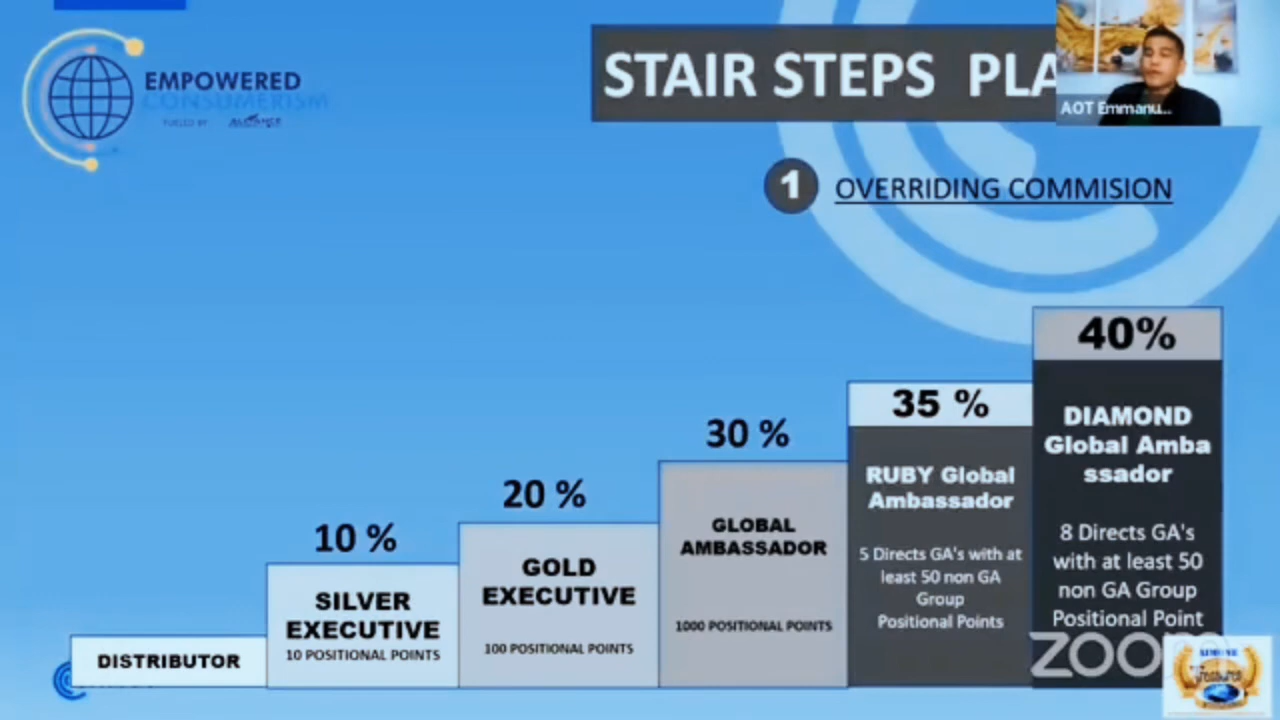 EMPOWERED
CONSUMERISM
FUELED BY
STAIR STEPS PLA
AOT Emmanu...
1 OVERRIDING COMMISION
40%
DIAMOND
Global Amba
ssador
8 Directs GA's
with at least 50
non GA Group
Positional Point
35 %
RUBY Global
Ambassador
5 Directs GA's with at
least 50 non GA
Group
Positional Points
30 %
GLOBAL
AMBASSADOR
1000 POSITIONAL POINTS
20 %
GOLD
EXECUTIVE
100 POSITIONAL POINTS
10 %
SILVER
EXECUTIVE
10 POSITIONAL POINTS
DISTRIBUTOR
zoom